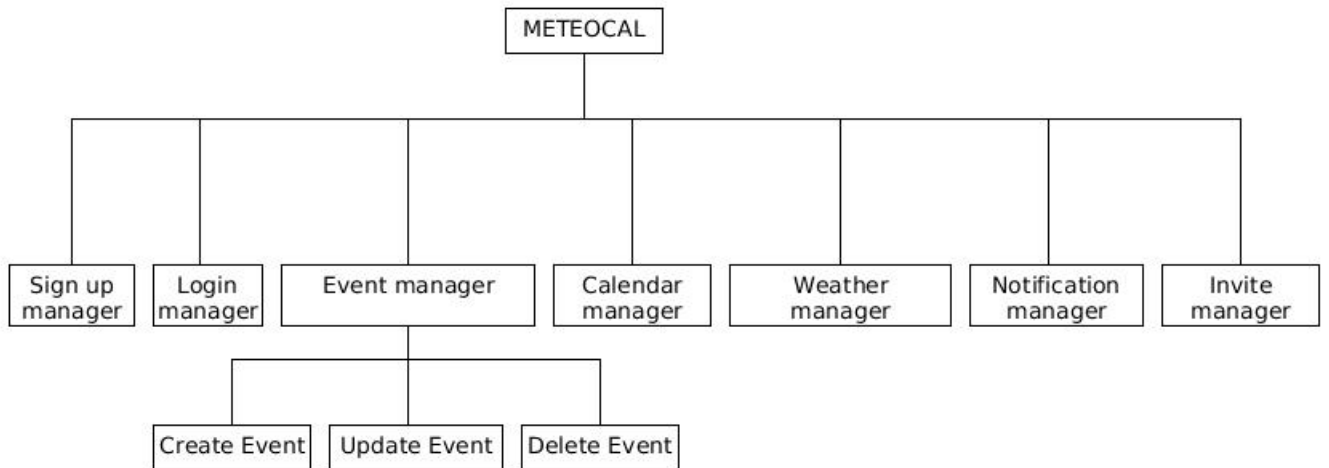 METEOCAL
Sign up
manager
Login
manager
Event manager
Calendar
manager
Weather
manager
Notification
manager
Invite
manager
Create Event
Update Event
Delete Event